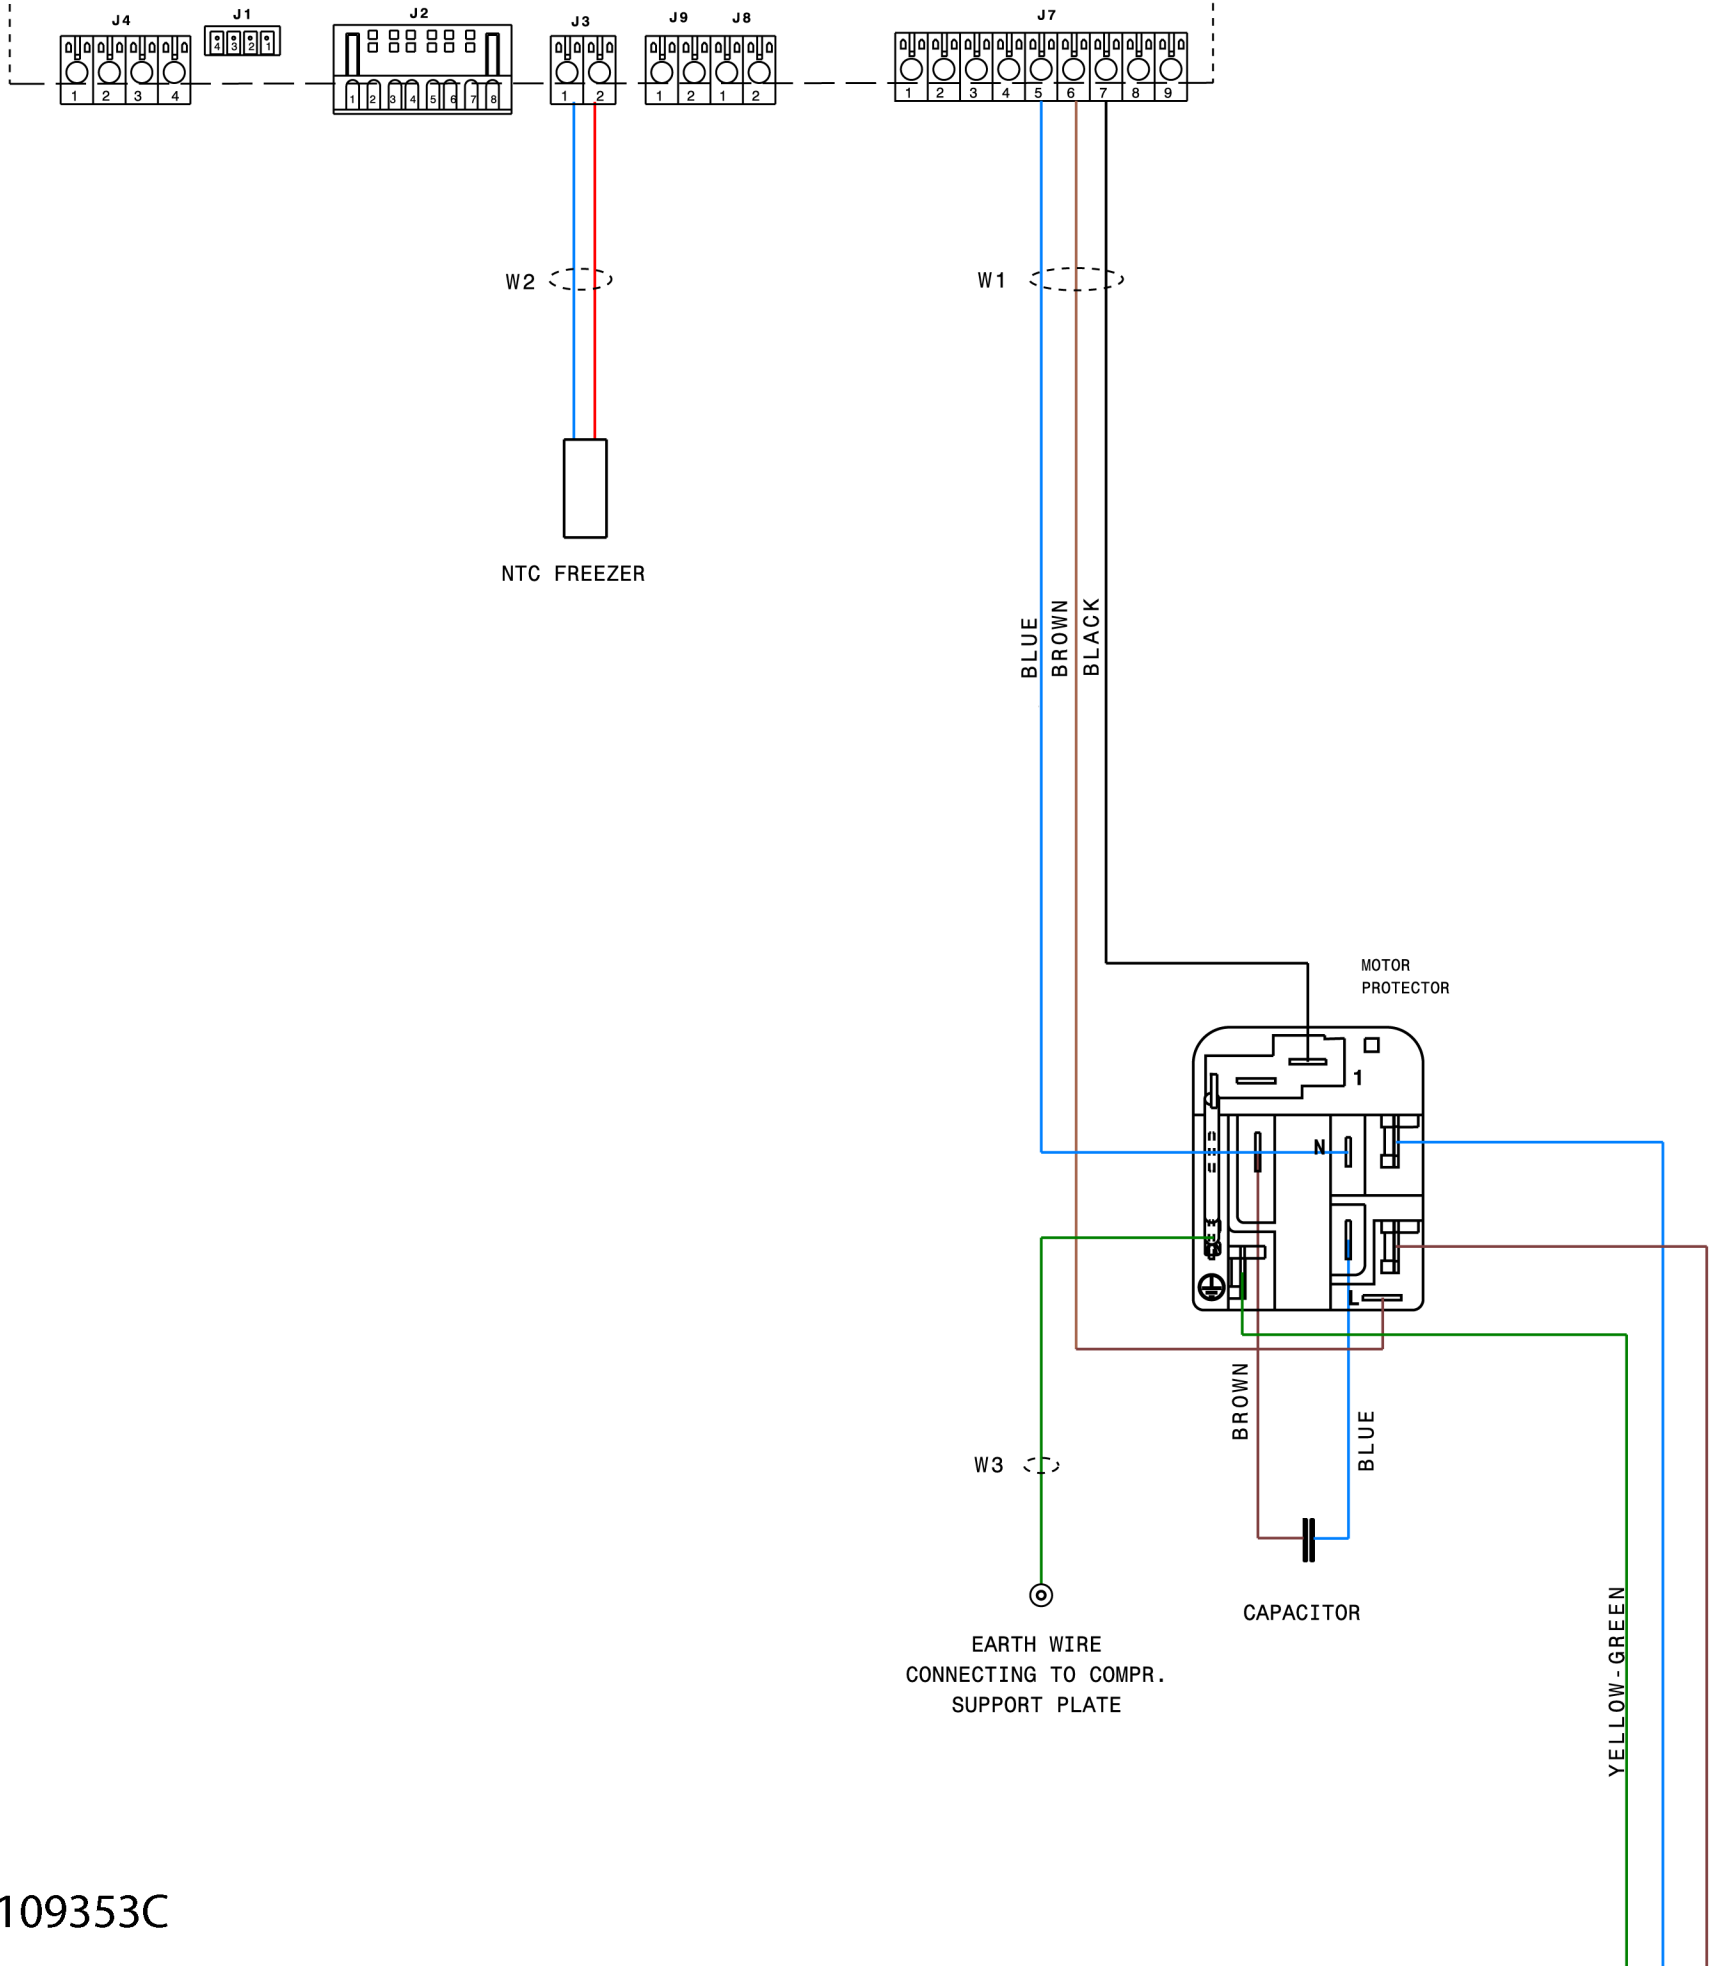 J4 J1 J2 J3 J9 J8 J7
4 3 2 1
1 2 3 4
1 2 3 4 5 6 7 8
1 2
1 2 1 2
1 2 3 4 5 6 7 8 9
W2
W1
NTC FREEZER
BLUE
BROWN
BLACK
MOTOR
PROTECTOR
1
N
L
BROWN
BLUE
W3
CAPACITOR
EARTH WIRE
CONNECTING TO COMPR.
SUPPORT PLATE
YELLOW-GREEN
109353C